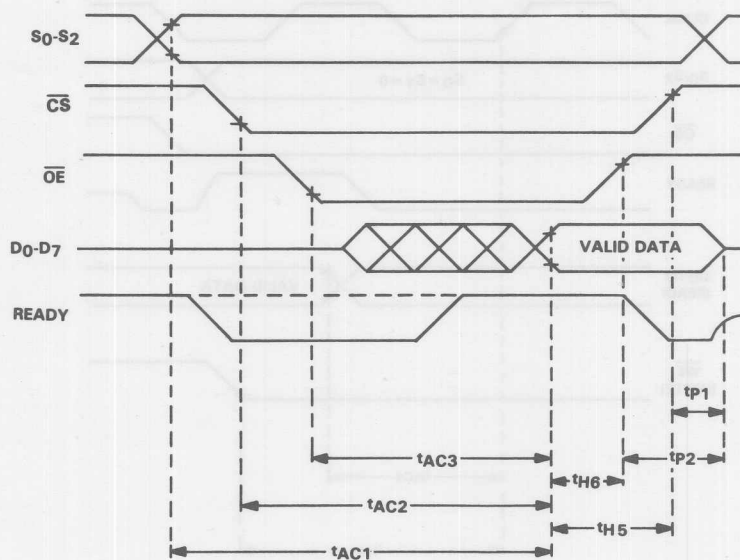 S0-S2
CS
OE
D0-D7
VALID DATA
READY
tP1
tAC3
tP2
tH6
tAC2
tH5
tAC1